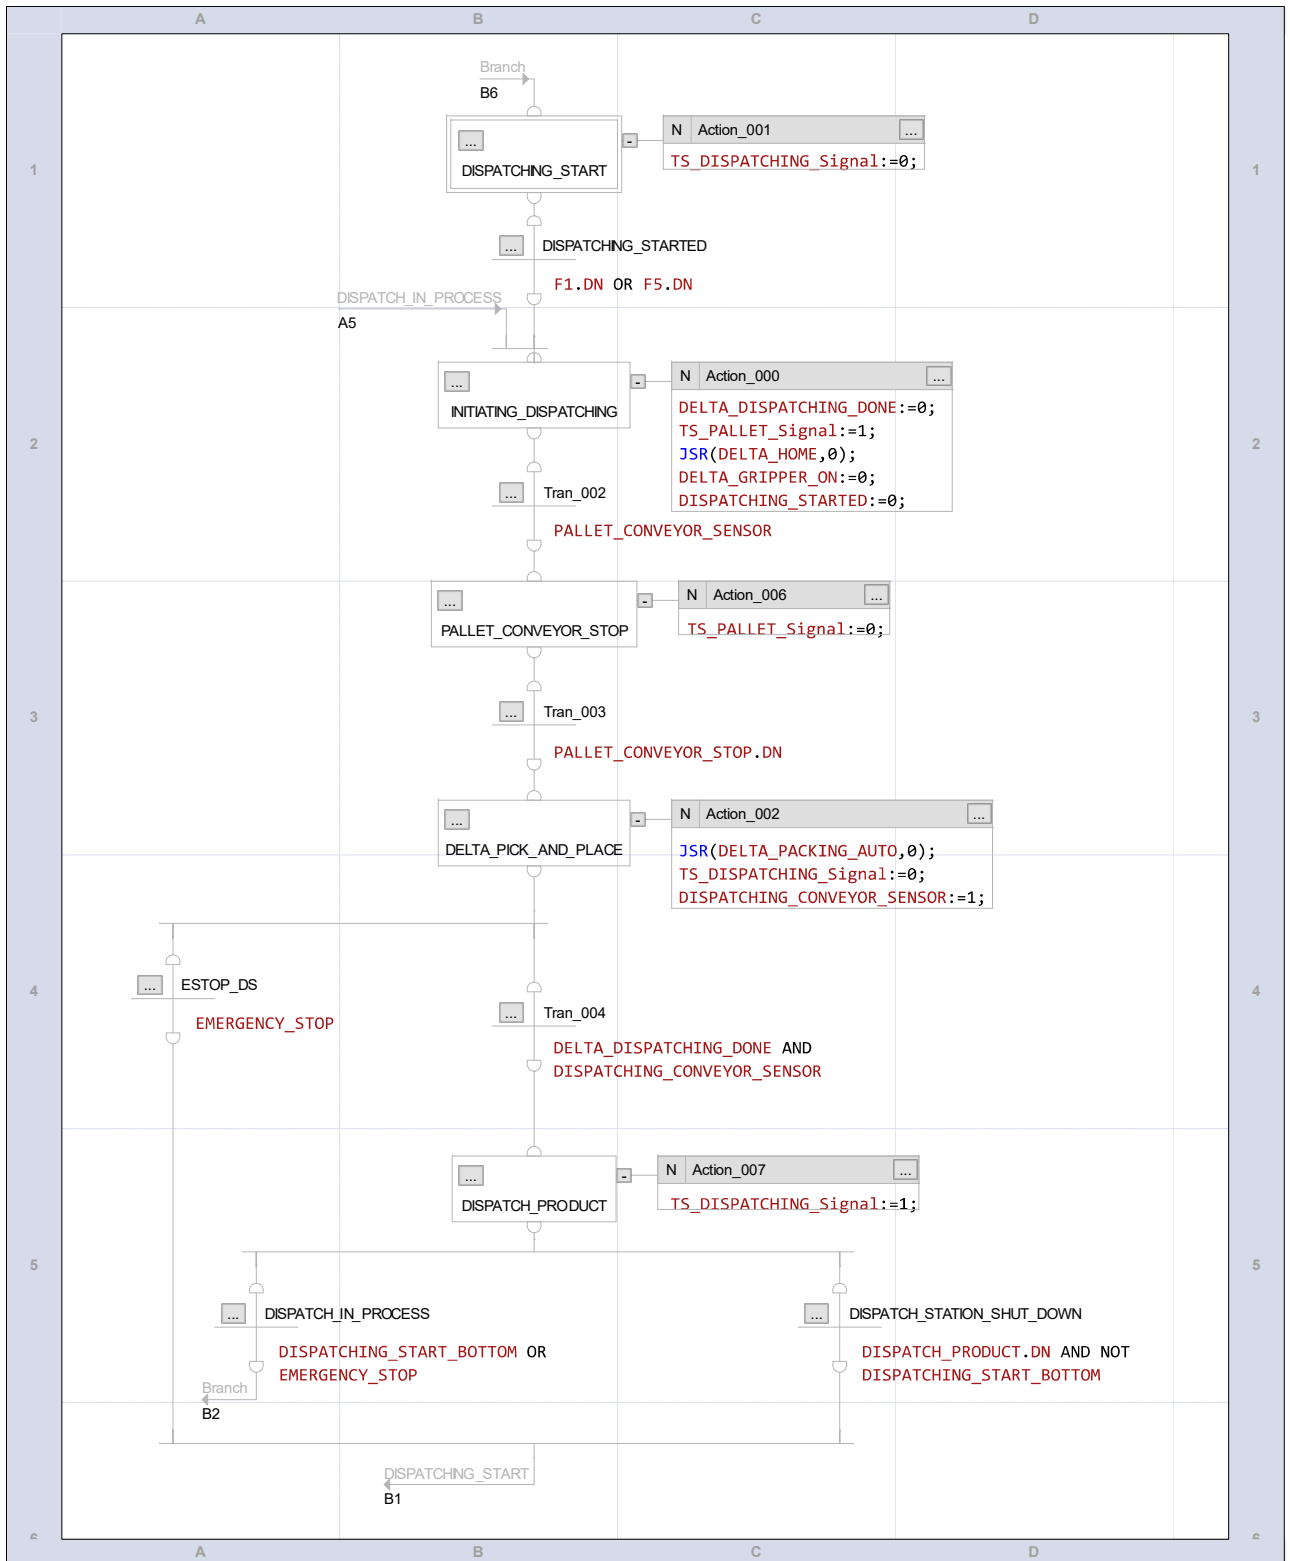 A B C D
Branch
B6
...
DISPATCHING_START
-
N Action_001 ...
TS_DISPATCHING_Signal:=0;
1 1
... DISPATCHING_STARTED
F1.DN OR F5.DN
DISPATCH_IN_PROCESS
A5
...
INITIATING_DISPATCHING
-
N Action_000 ...
DELTA_DISPATCHING_DONE:=0;
TS_PALLET_Signal:=1;
JSR(DELTA_HOME,0);
DELTA_GRIPPER_ON:=0;
DISPATCHING_STARTED:=0;
2 2
... Tran_002
PALLET_CONVEYOR_SENSOR
...
PALLET_CONVEYOR_STOP
-
N Action_006 ...
TS_PALLET_Signal:=0;
3 3
... Tran_003
PALLET_CONVEYOR_STOP.DN
...
DELTA_PICK_AND_PLACE
-
N Action_002 ...
JSR(DELTA_PACKING_AUTO,0);
TS_DISPATCHING_Signal:=0;
DISPATCHING_CONVEYOR_SENSOR:=1;
4 4
... ESTOP_DS
EMERGENCY_STOP
... Tran_004
DELTA_DISPATCHING_DONE AND
DISPATCHING_CONVEYOR_SENSOR
...
DISPATCH_PRODUCT
-
N Action_007 ...
TS_DISPATCHING_Signal:=1;
5 5
... DISPATCH_IN_PROCESS
DISPATCHING_START_BOTTOM OR
EMERGENCY_STOP
Branch
B2
... DISPATCH_STATION_SHUT_DOWN
DISPATCH_PRODUCT.DN AND NOT
DISPATCHING_START_BOTTOM
DISPATCHING_START
B1
6 6
A B C D